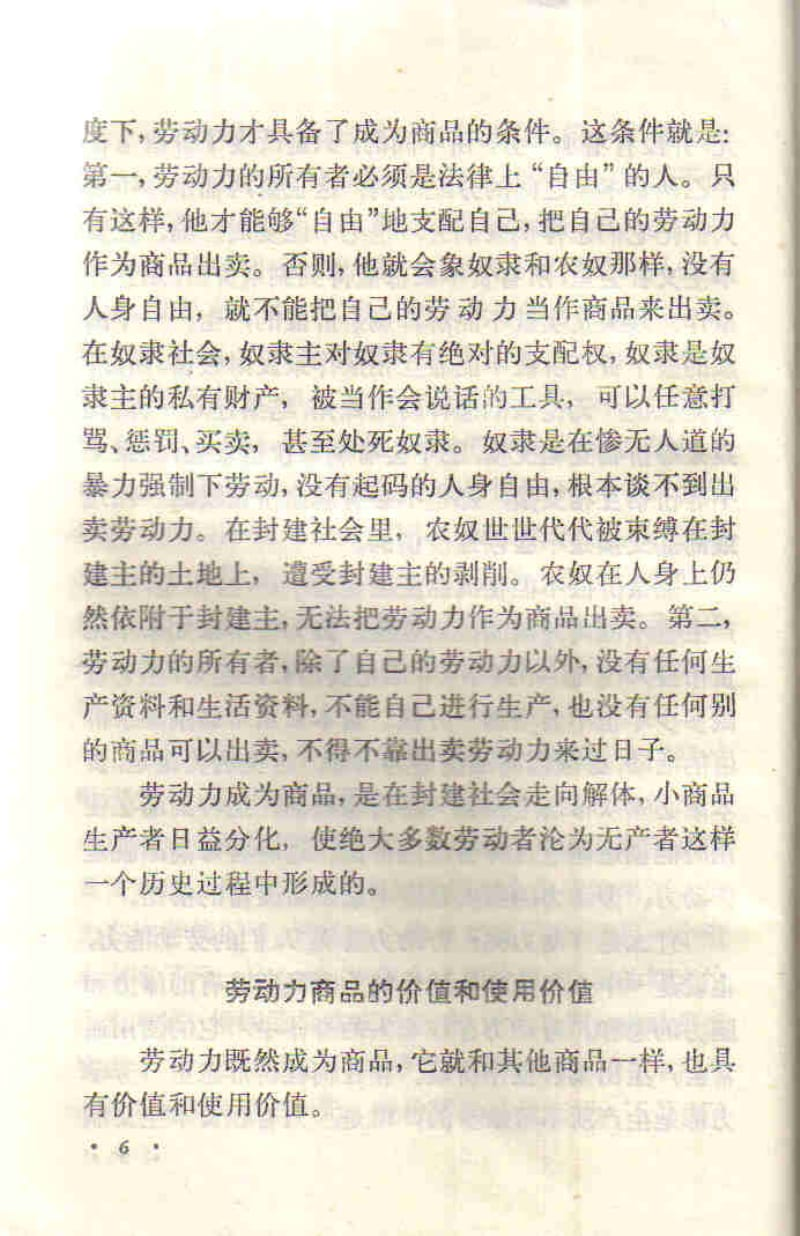 度下,劳动力才具备了成为商品的条件。这条件就是:
第一,劳动力的所有者必须是法律上“自由”的人。只
有这样,他才能够“自由”地支配自己,把自己的劳动力
作为商品出卖。否则,他就会象奴隶和农奴那样,没有
人身自由,就不能把自己的劳动力当作商品来出卖。
在奴隶社会,奴隶主对奴隶有绝对的支配权,奴隶是奴
隶主的私有财产,被当作会说话的工具,可以任意打
骂、惩罚、买卖,甚至处死奴隶。奴隶是在惨无人道的
暴力强制下劳动,没有起码的人身自由,根本谈不到出
卖劳动力。在封建社会里,农奴世世代代被束缚在封
建主的土地上,遭受封建主的剥削。农奴在人身上仍
然依附于封建主,无法把劳动力作为商品出卖。第二,
劳动力的所有者,除了自己的劳动力以外,没有任何生
产资料和生活资料,不能自己进行生产,也没有任何别
的商品可以出卖,不得不靠出卖劳动力来过日子。
劳动力成为商品,是在封建社会走向解体,小商品
生产者日益分化,使绝大多数劳动者沦为无产者这样
一个历史过程中形成的。
劳动力商品的价值和使用价值
劳动力既然成为商品,它就和其他商品一样,也具
有价值和使用价值。
· 6 ·